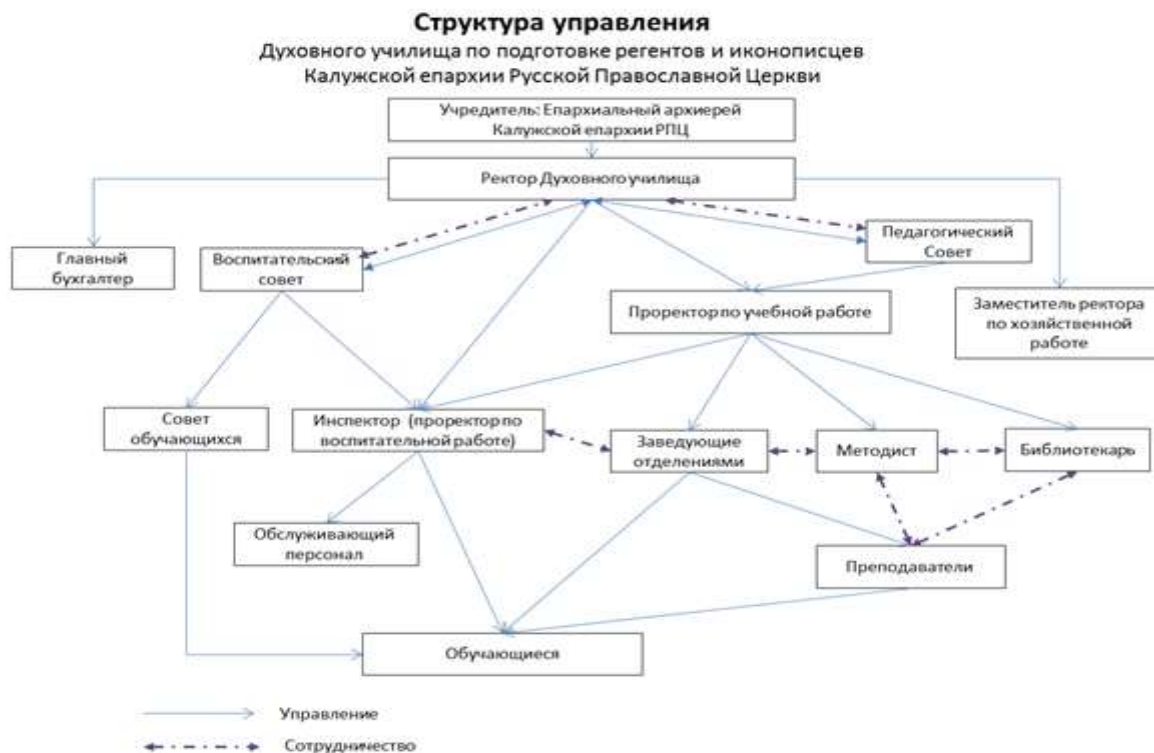 Структура управления
Духовного училища по подготовке регентов и иконописцев
Калужской епархии Русской Православной Церкви
Учредитель: Епархиальный архиерей
Калужской епархии РПЦ
Ректор Духовного училища
Главный
бухгалтер
Воспитательский
совет
Педагогический
Совет
Проректор по учебной работе
Заместитель ректора
по хозяйственной
работе
Совет
обучающихся
Инспектор (проректор по
воспитательной работе)
Заведующие
отделениями
Методист
Библиотекарь
Обслуживающий
персонал
Преподаватели
Обучающиеся
Управление
Сотрудничество